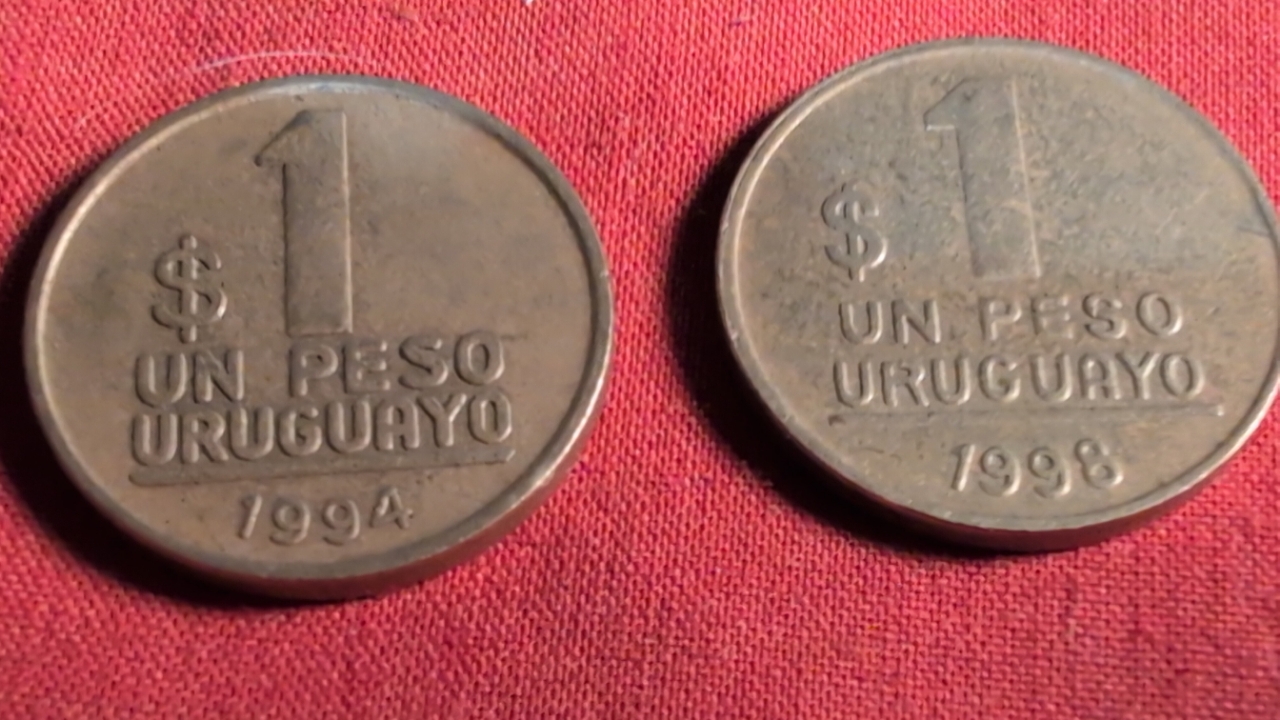 $ 1
UN PESO
URUGUAYO
1994
$ 1
UN PESO
URUGUAYO
1998